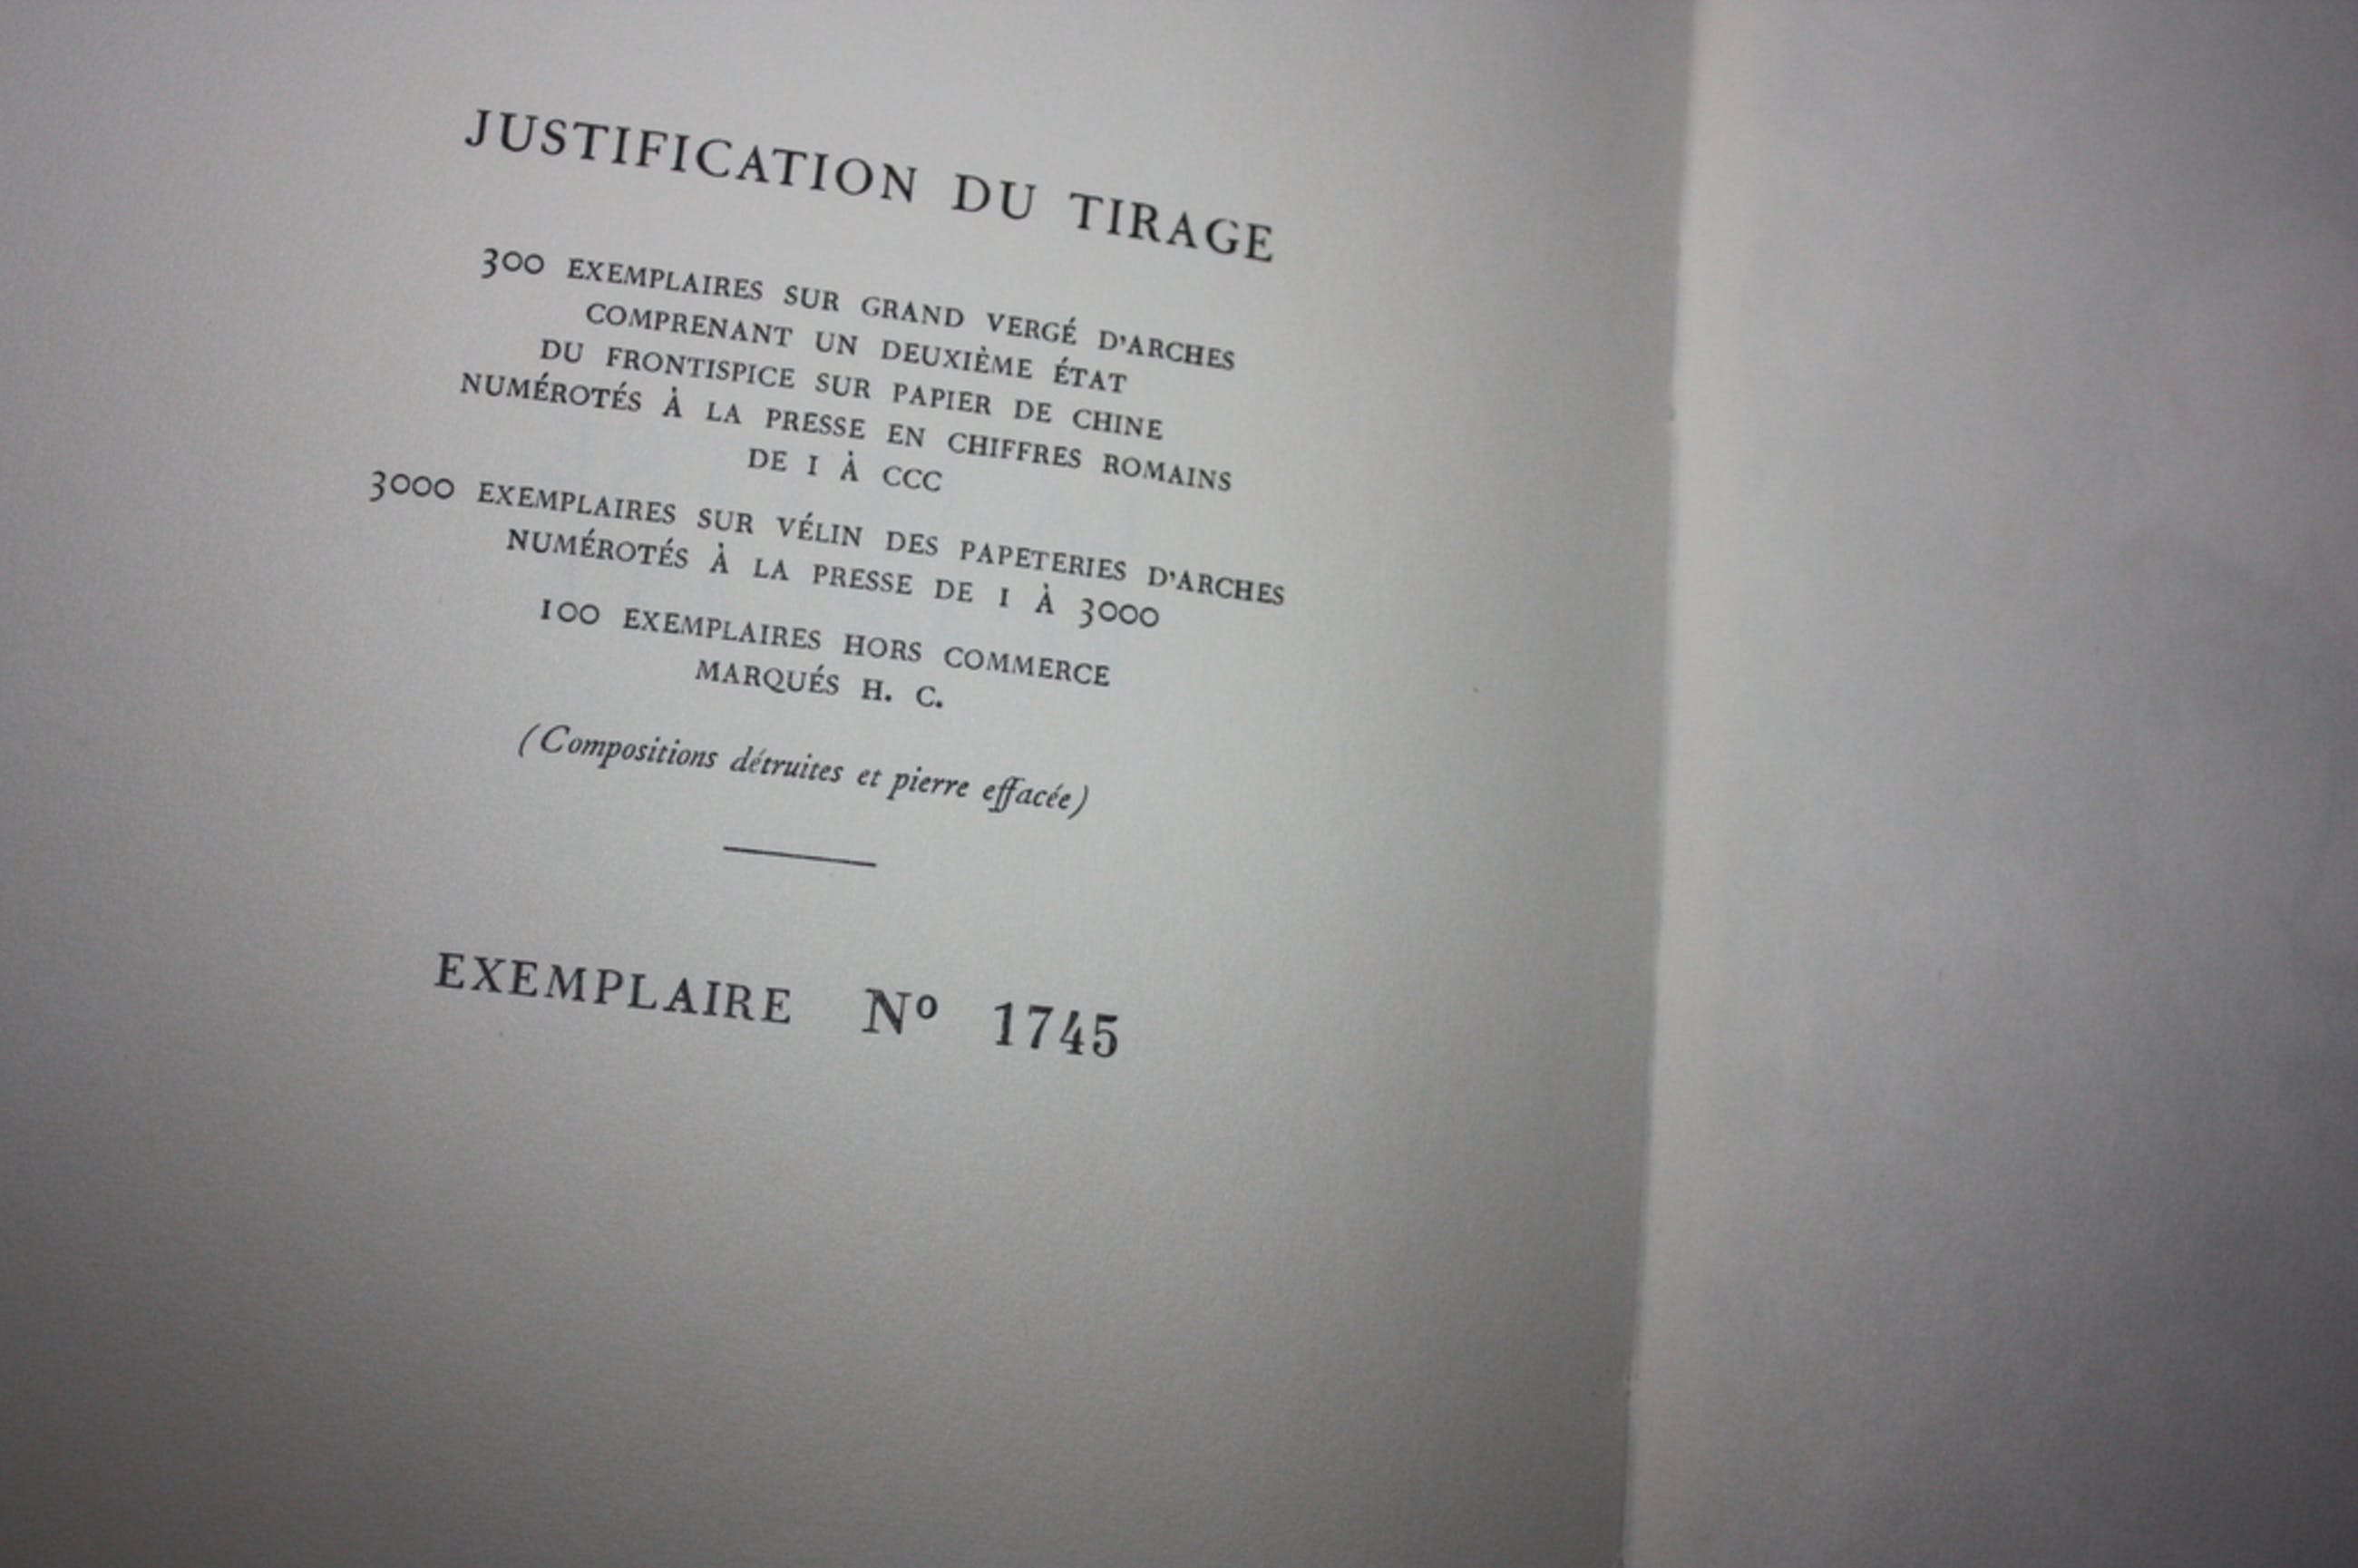 JUSTIFICATION DU TIRAGE
300 EXEMPLAIRES SUR GRAND VERGÉ D'ARCHES
COMPRENANT UN DEUXIÈME ÉTAT
DU FRONTISPICE SUR PAPIER DE CHINE
NUMÉROTÉS À LA PRESSE EN CHIFFRES ROMAINS
DE I À CCC
3000 EXEMPLAIRES SUR VÉLIN DES PAPETERIES D'ARCHES
NUMÉROTÉS À LA PRESSE DE 1 À 3000
100 EXEMPLAIRES HORS COMMERCE
MARQUÉS H. C.
(Compositions détruites et pierre effacée)
EXEMPLAIRE Nº 1745